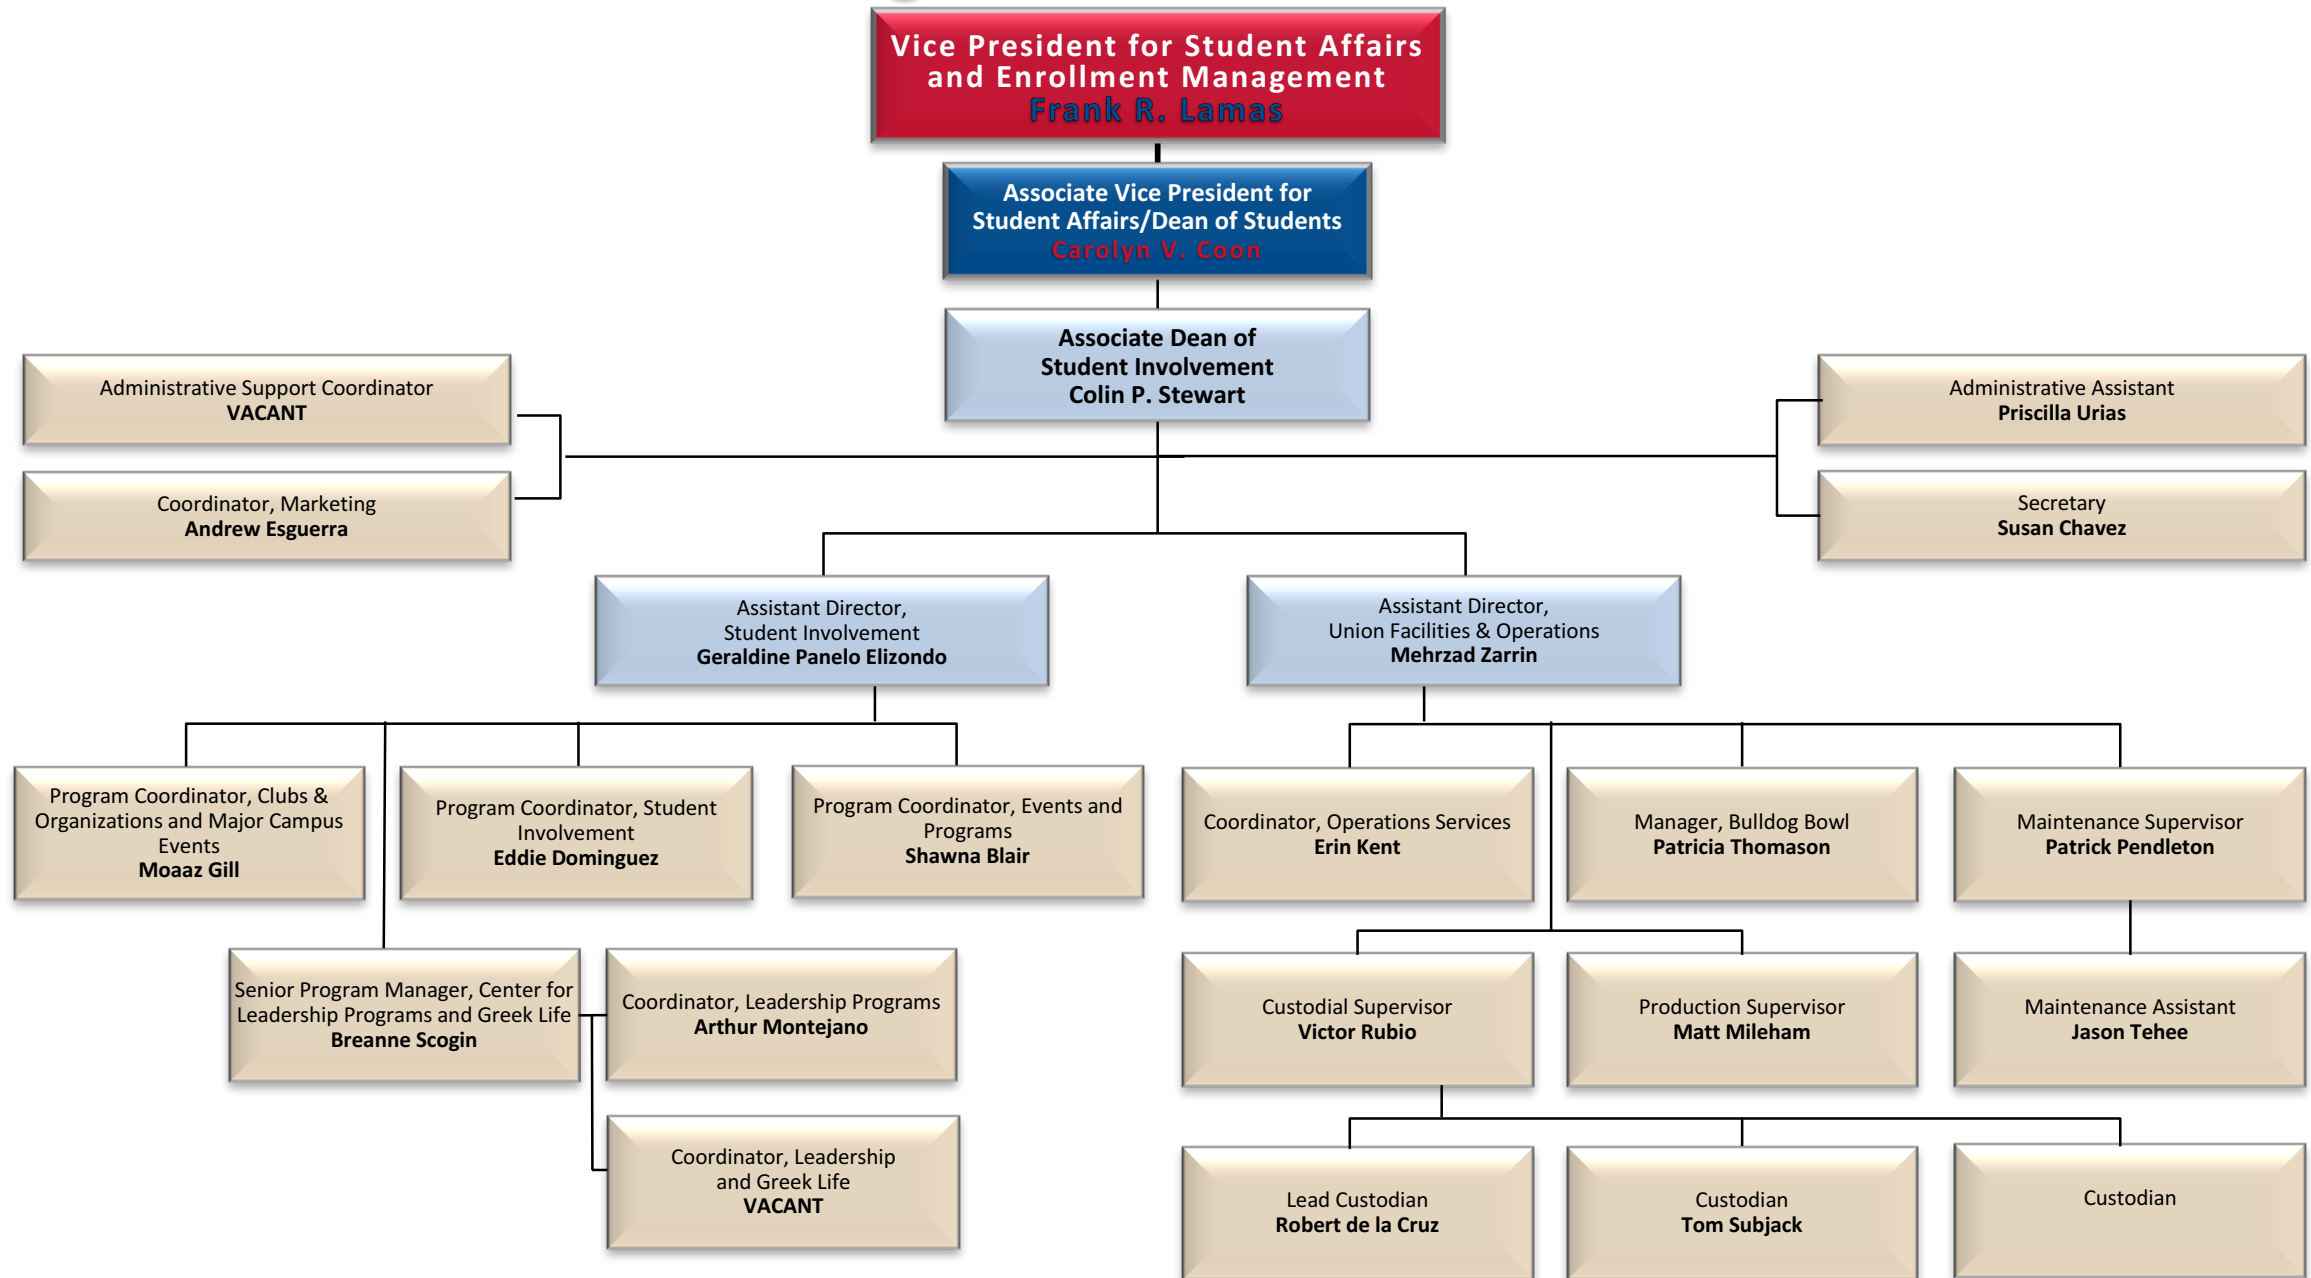 Vice President for Student Affairs
and Enrollment Management
Frank R. Lamas
Associate Vice President for
Student Affairs/Dean of Students
Carolyn V. Coon
Associate Dean of
Student Involvement
Colin P. Stewart
Administrative Support Coordinator
VACANT
Administrative Assistant
Priscilla Urias
Coordinator, Marketing
Andrew Esguerra
Secretary
Susan Chavez
Assistant Director,
Student Involvement
Geraldine Panelo Elizondo
Assistant Director,
Union Facilities & Operations
Mehrzad Zarrin
Program Coordinator, Clubs &
Organizations and Major Campus
Events
Moaaz Gill
Program Coordinator, Student
Involvement
Eddie Dominguez
Program Coordinator, Events and
Programs
Shawna Blair
Coordinator, Operations Services
Erin Kent
Manager, Bulldog Bowl
Patricia Thomason
Maintenance Supervisor
Patrick Pendleton
Senior Program Manager, Center for
Leadership Programs and Greek Life
Breanne Scogin
Coordinator, Leadership Programs
Arthur Montejano
Custodial Supervisor
Victor Rubio
Production Supervisor
Matt Mileham
Maintenance Assistant
Jason Tehee
Coordinator, Leadership
and Greek Life
VACANT
Lead Custodian
Robert de la Cruz
Custodian
Tom Subjack
Custodian